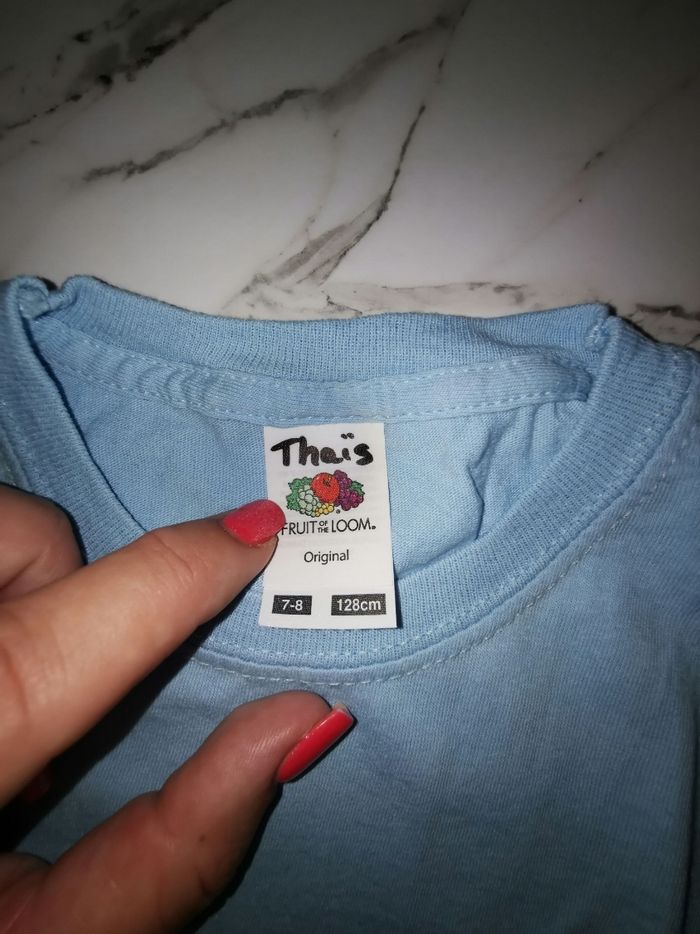 Thaïs
FRUIT OF THE LOOM®
Original
7-8 128cm